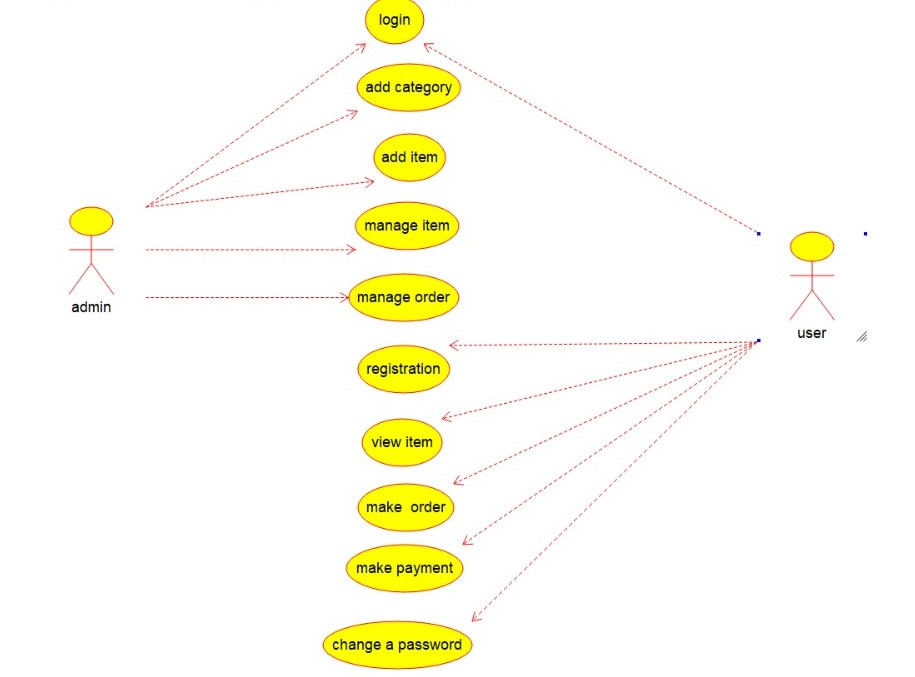 login
add category
add item
manage item
admin
manage order
user
registration
view item
make  order
make payment
change a password